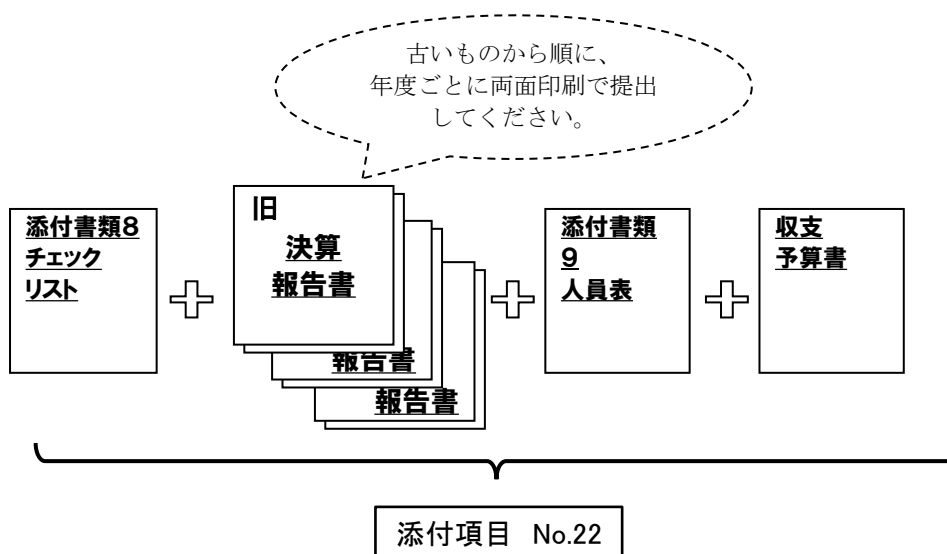 古いものから順に、
年度ごとに両面印刷で提出
してください。
添付書類8
チェック
リスト
旧
決算
報告書
報告書
報告書
添付書類
9
人員表
収支
予算書
添付項目 No.22